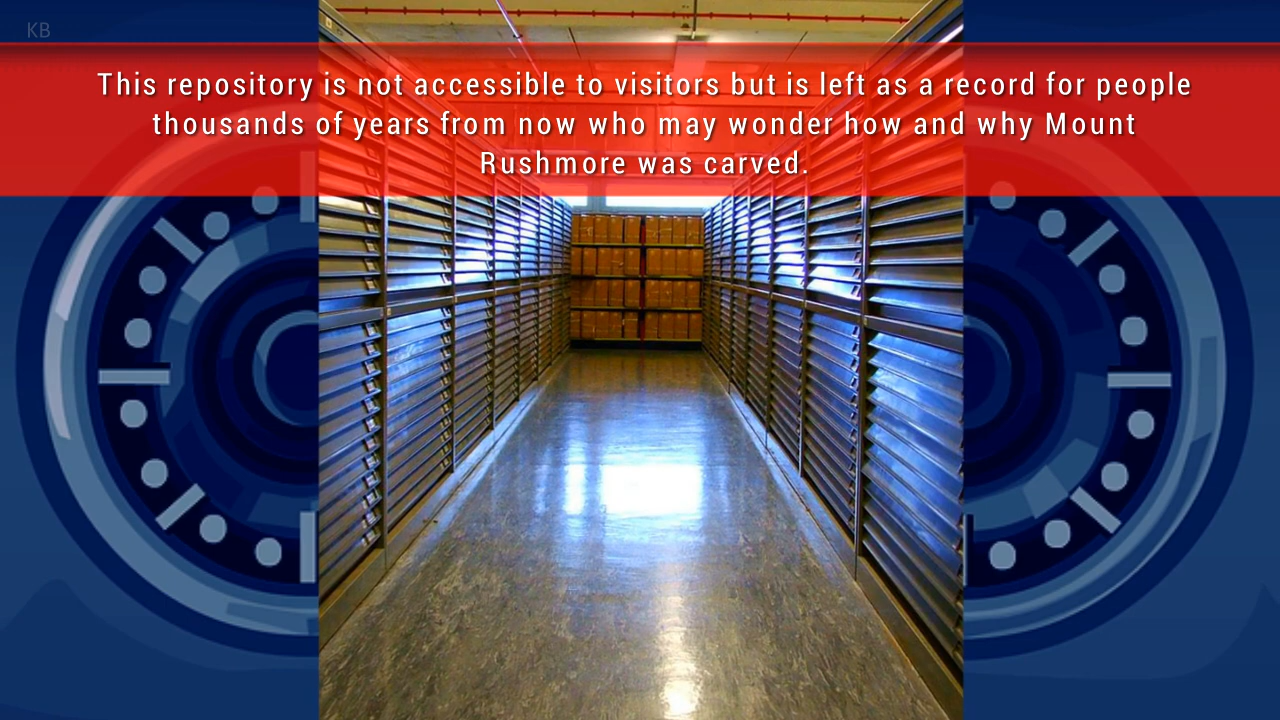 KB
This repository is not accessible to visitors but is left as a record for people
thousands of years from now who may wonder how and why Mount
Rushmore was carved.